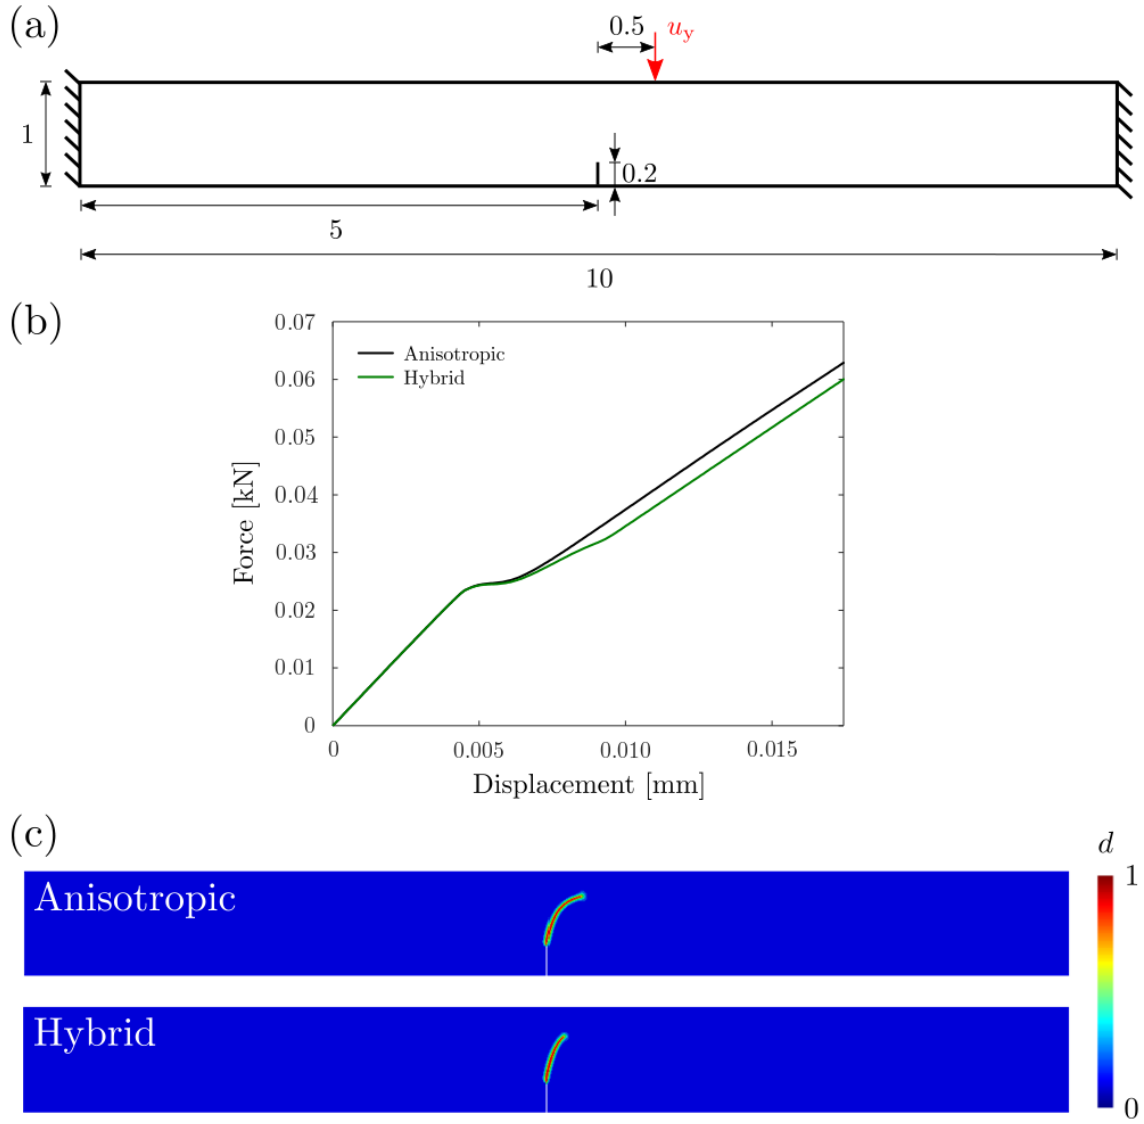 (a)
0.5 u_y
1
0.2
5
10
(b)
0.07
Anisotropic
Hybrid
0.06
0.05
0.04
0.03
0.02
0.01
0
Force [kN]
0 0.005 0.010 0.015
Displacement [mm]
(c)
d
1
Anisotropic
Hybrid
0